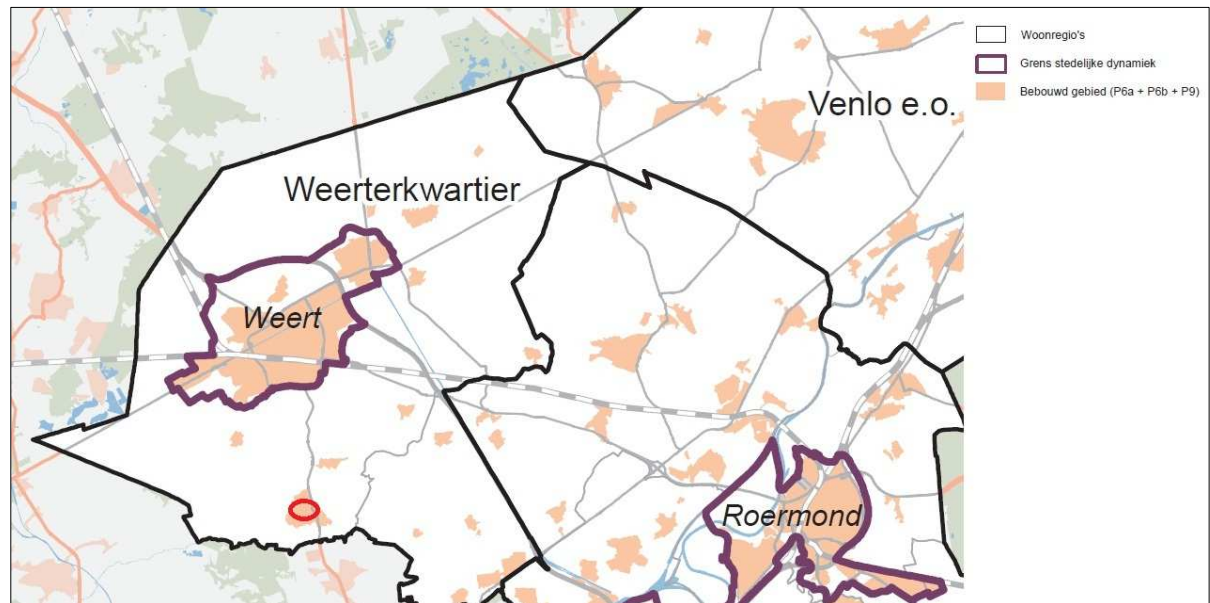 Woonregio's
Grens stedelijke dynamiek
Bebouwd gebied (P6a + P6b + P9)
Venlo e.o.
Weerterkwartier
Weert
Roermond